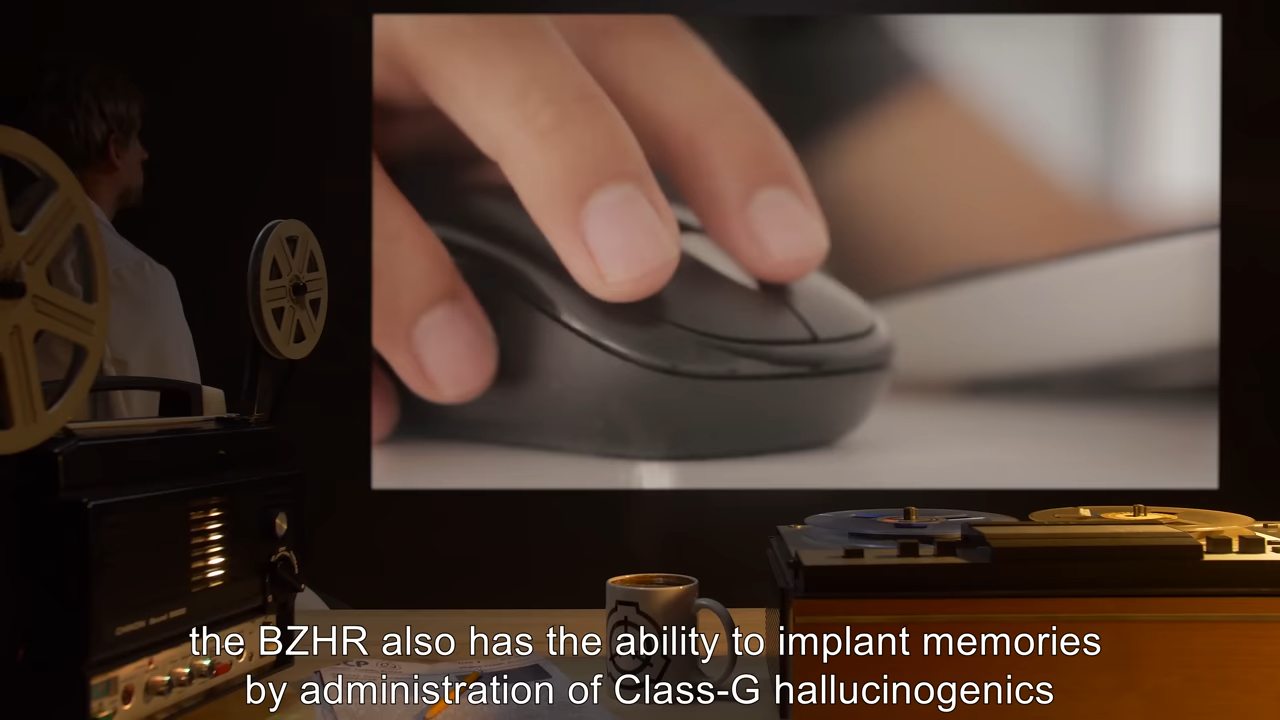 the BZHR also has the ability to implant memories
by administration of Class-G hallucinogenics